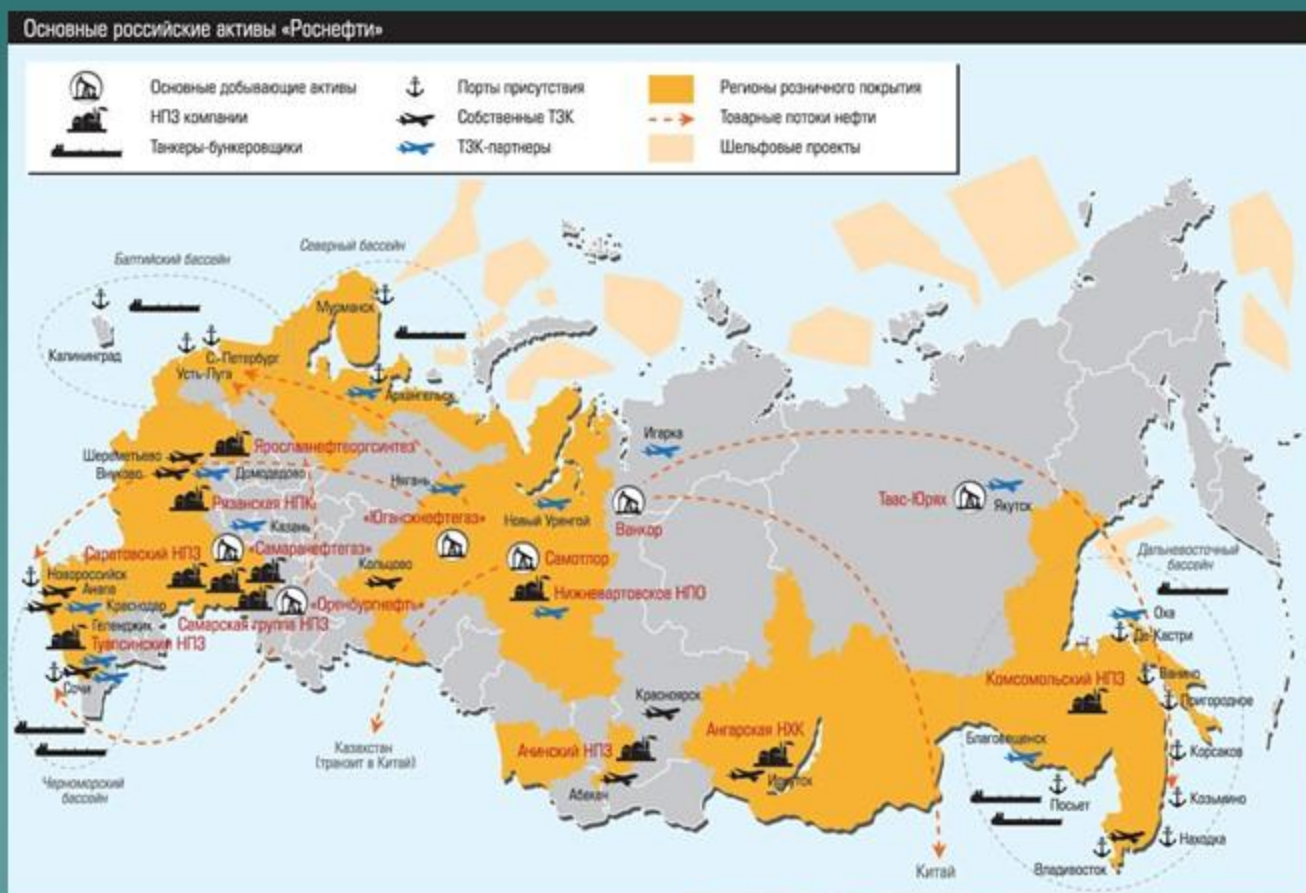 Основные российские активы «Роснефти»
Основные добывающие активы
НПЗ компании
Танкеры-бункеровщики
Порты присутствия
Собственные ТЗК
ТЗК-партнеры
Регионы розничного покрытия
Товарные потоки нефти
Шельфовые проекты
Балтийский бассейн
Северный бассейн
Калининград
Мурманск
С.-Петербург
Усть-Луга
Архангельск
Шереметьево
Внуково
Домодедово
Ярославнефтеоргсинтез
Рязанская НПК
Казань
Нягань
«Юганскнефтегаз»
Новый Уренгой
Игарка
Ванкор
Таас-Юрях
Якутск
Саратовский НПЗ
«Самаранефтегаз»
Кольцово
Самотлор
Нижневартовское НПО
Новороссийск
Анапа
Краснодар
Геленджик
Туапсинский НПЗ
Самарская группа НПЗ
«Оренбургнефть»
Сочи
Черноморский
бассейн
Казахстан
(транзит в Китай)
Ачинский НПЗ
Абакан
Красноярск
Ангарская НХК
Иркутск
Китай
Дальневосточный
бассейн
Оха
Де-Кастри
Ванино
Пригородное
Корсаков
Козьмино
Находка
Комсомольский НПЗ
Благовещенск
Посьет
Владивосток